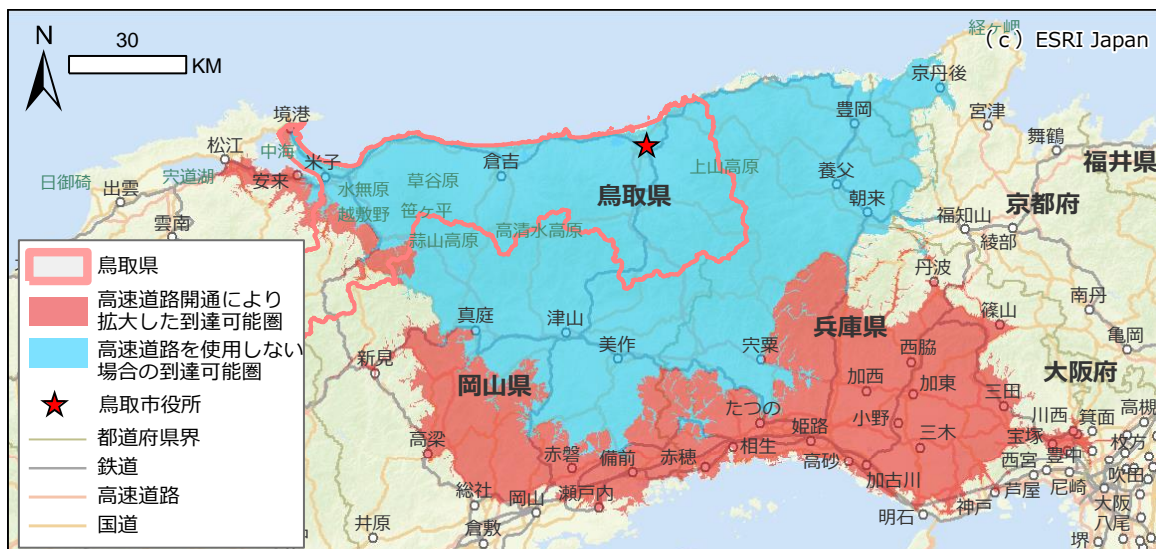 N
30
KM
(c) ESRI Japan
経ヶ岬
京丹後
宮津
舞鶴
福井県
豊岡
境港
松江
中海
米子
倉吉
鳥取県
上山高原
養父
京都府
日御碕
宍道湖
安来
水無原
草谷原
出雲
越敷野
笹ヶ平
朝来
福知山
綾部
雲南
蒜山高原
高清水高原
丹波
南丹
鳥取県
高速道路開通により
拡大した到達可能圏
高速道路を使用しない
場合の到達可能圏
鳥取市役所
都道府県界
鉄道
高速道路
国道
真庭
津山
美作
宍粟
兵庫県
篠山
亀岡
新見
岡山県
西脇
大阪府
加西
加東
三田
たつの
小野
川西
箕面
高槻
高梁
赤磐
備前
赤穂
相生
姫路
三木
宝塚
豊中
枚方
高砂
加古川
西宮
尼崎
吹田
総社
岡山
瀬戸内
明石
神戸
芦屋
大阪
井原
倉敷
八尾
堺